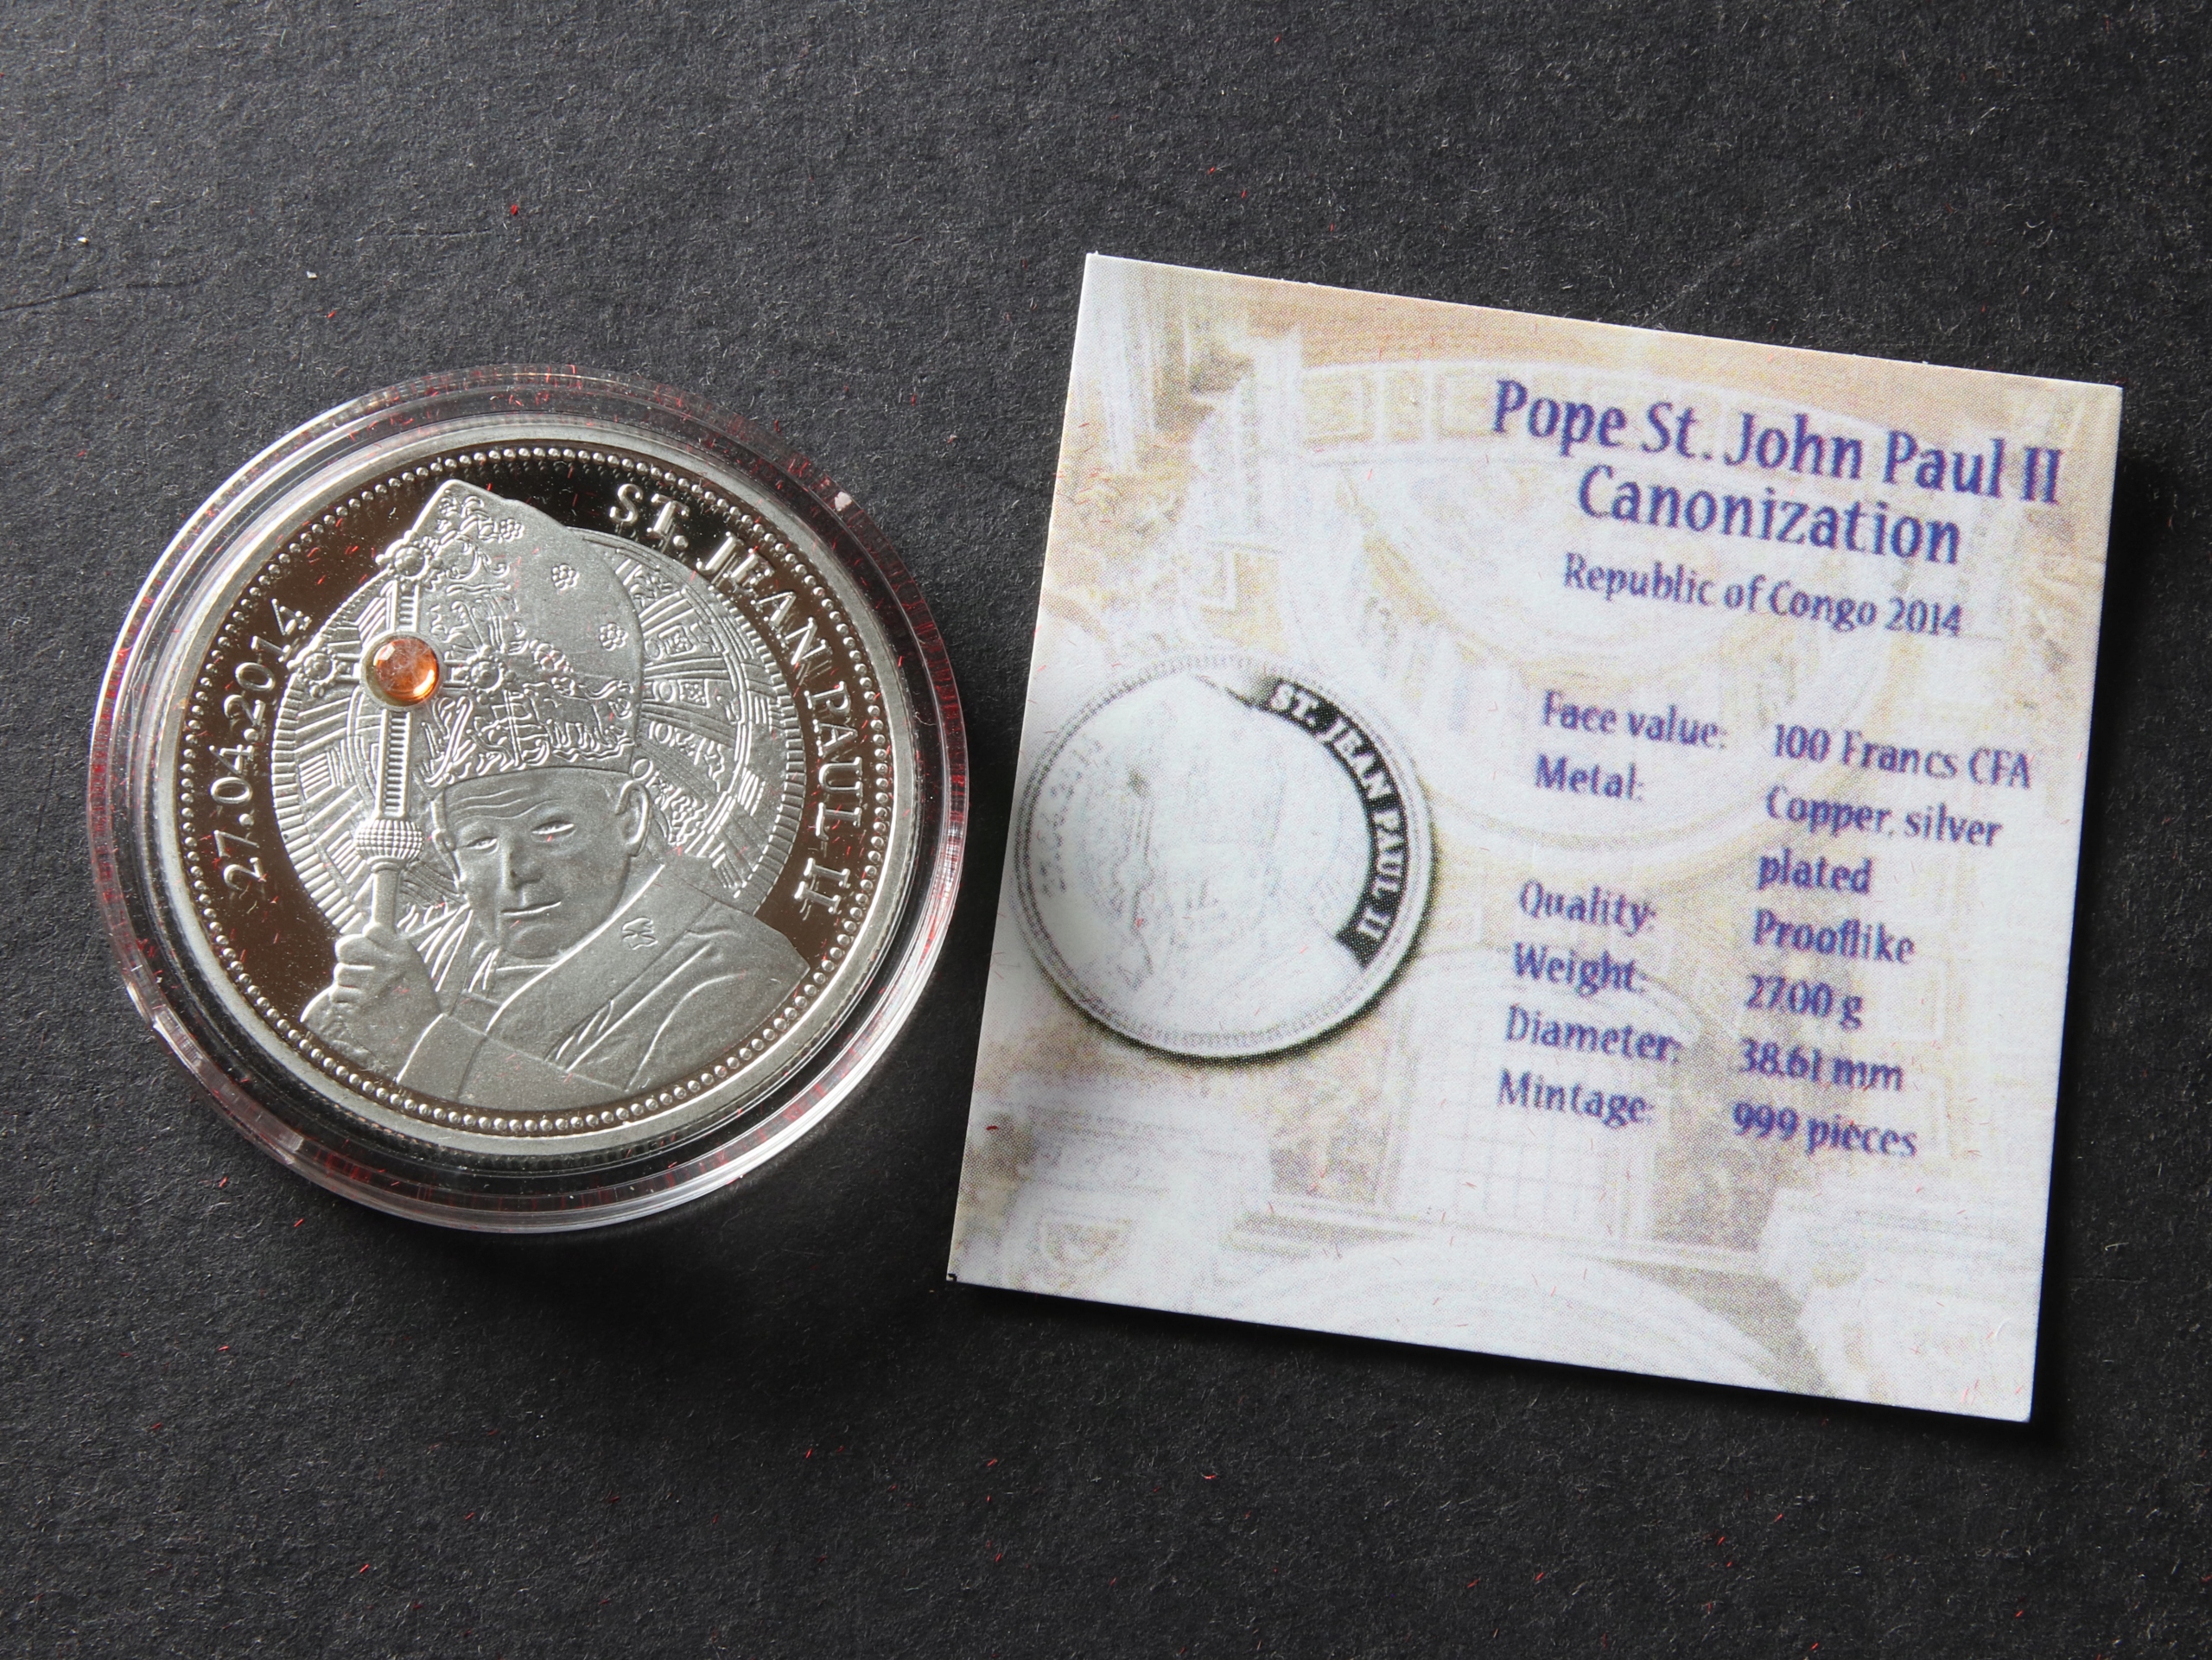 27.04.2014
ST. JEAN PAUL II
Pope St. John Paul II
Canonization
Republic of Congo 2014
ST. JEAN PAUL II
Face value: 100 Francs CFA
Metal: Copper, silver
plated
Quality: Prooflike
Weight: 27.00 g
Diameter: 38.61 mm
Mintage: 999 pieces